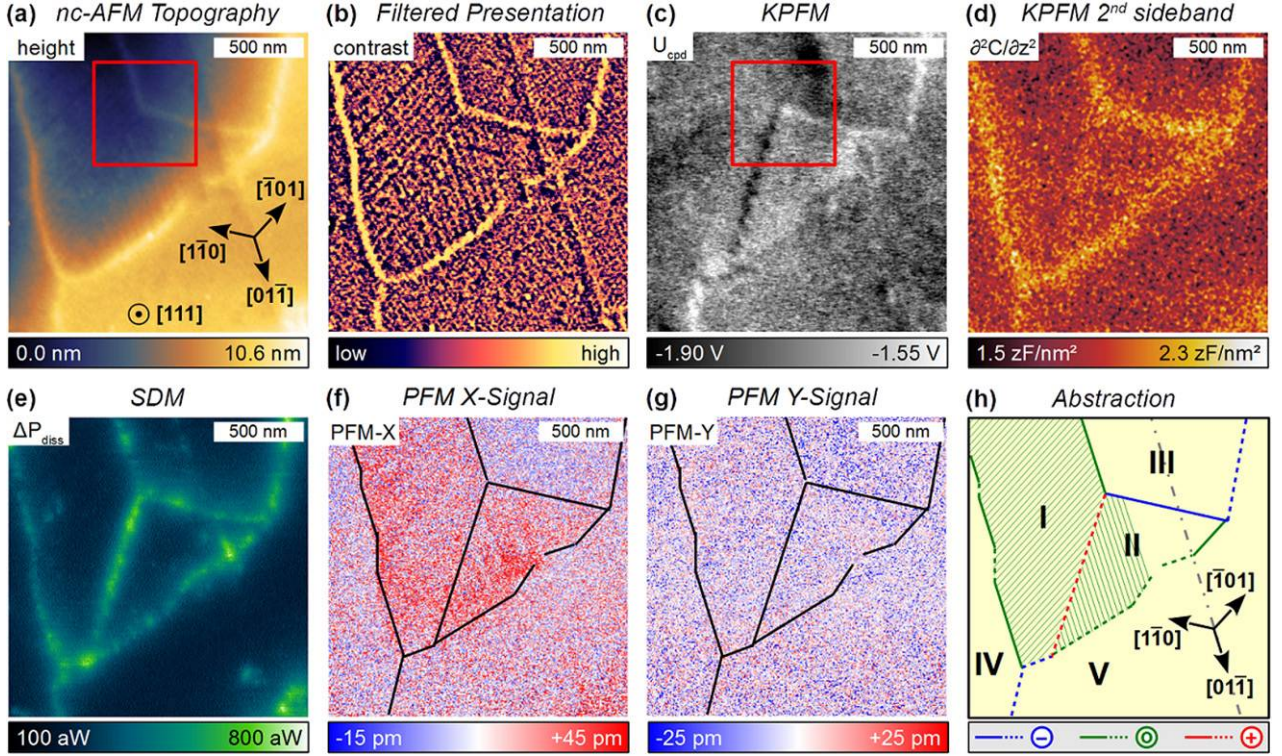 (a) nc-AFM Topography
height
500 nm
[1̄01]
[11̄0]
[011̄]
[111]
0.0 nm 10.6 nm
(b) Filtered Presentation
contrast
500 nm
low high
(c) KPFM
U_cpd
500 nm
-1.90 V -1.55 V
(d) KPFM 2nd sideband
∂²C/∂z²
500 nm
1.5 zF/nm² 2.3 zF/nm²
(e) SDM
ΔP_diss
500 nm
100 aW 800 aW
(f) PFM X-Signal
PFM-X
500 nm
-15 pm +45 pm
(g) PFM Y-Signal
PFM-Y
500 nm
-25 pm +25 pm
(h) Abstraction
III
I
II
[1̄01]
[11̄0]
IV
V
[011̄]
− O +